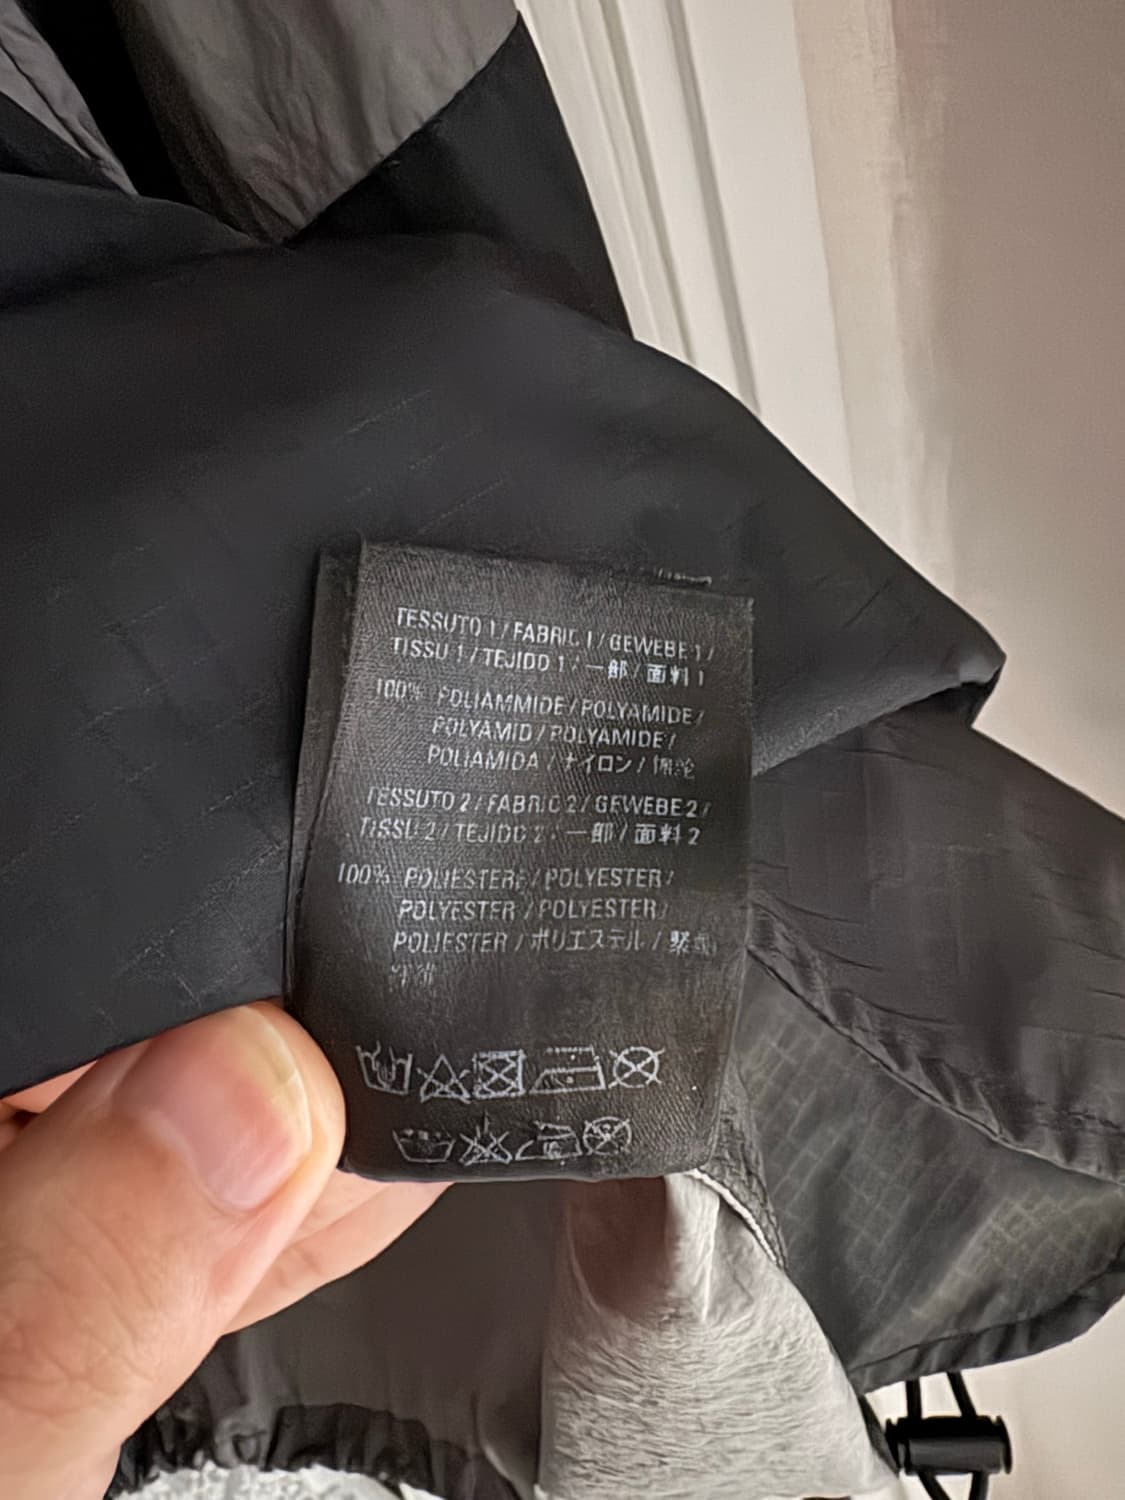 TESSUTO 1 / FABRIC 1 / GEWEBE 1 /
TISSU 1 / TEJIDO 1 / 一部 / 面料 1
100% POLIAMMIDE / POLYAMIDE /
POLYAMID / POLYAMIDE /
POLIAMIDA / ナイロン /
TESSUTO 2 / FABRIC 2 / GEWEBE 2 /
TISSU 2 / TEJIDO 2 / 一部 / 面料 2
100% POLIESTERE / POLYESTER /
POLYESTER / POLYESTER /
POLIESTER / ポリエステル /